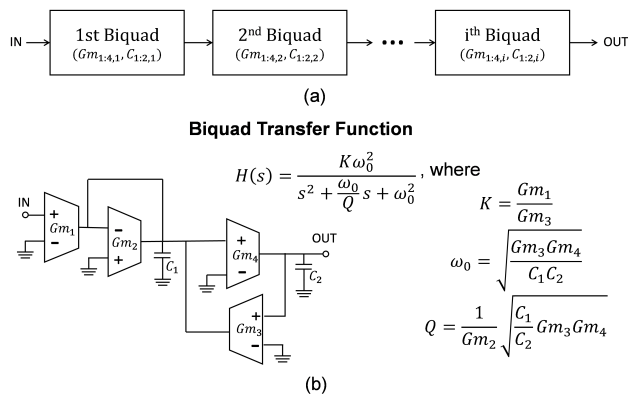 IN
1st Biquad
(Gm₁:₄,₁, C₁:₂,₁)
2ⁿᵈ Biquad
(Gm₁:₄,₂, C₁:₂,₂)
•••
iᵗʰ Biquad
(Gm₁:₄,ᵢ, C₁:₂,ᵢ)
OUT
(a)
Biquad Transfer Function
H(s) = Kω₀² / (s² + (ω₀/Q)s + ω₀²), where
K = Gm₁/Gm₃
ω₀ = √(Gm₃Gm₄/(C₁C₂))
Q = (1/Gm₂)√((C₁/C₂)Gm₃Gm₄)
IN
+
Gm₁
−
−
Gm₂
+
C₁
+
Gm₄
−
OUT
C₂
+
Gm₃
−
(b)